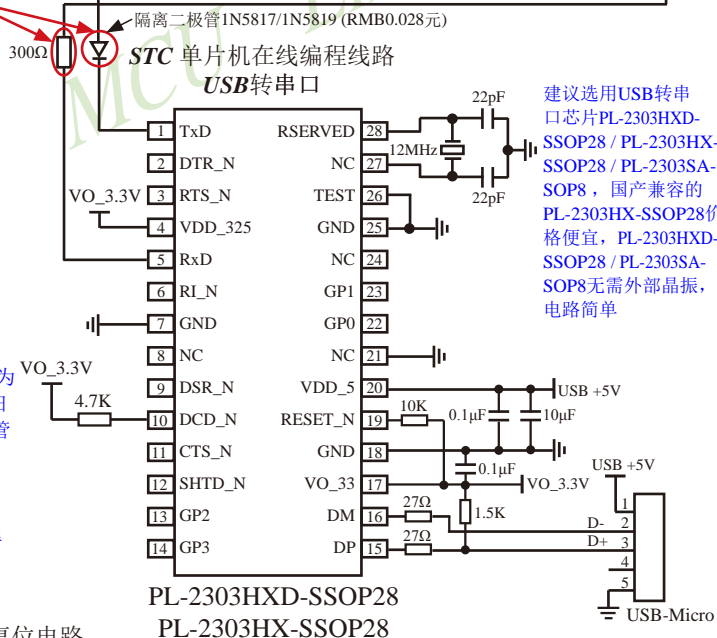 隔离二极管1N5817/1N5819 (RMB0.028元)
300Ω
STC 单片机在线编程线路
USB转串口
MCU
1 TxD
2 DTR_N
3 RTS_N
4 VDD_325
5 RxD
6 RI_N
7 GND
8 NC
9 DSR_N
10 DCD_N
11 CTS_N
12 SHTD_N
13 GP2
14 GP3
RSERVED 28
NC 27
TEST 26
GND 25
NC 24
GP1 23
GP0 22
NC 21
VDD_5 20
RESET_N 19
GND 18
VO_33 17
DM 16
DP 15
VO_3.3V
VO_3.3V
4.7K
22pF
12MHz
22pF
建议选用USB转串
口芯片PL-2303HXD-
SSOP28 / PL-2303HX-
SSOP28 / PL-2303SA-
SOP8，国产兼容的
PL-2303HX-SSOP28价
格便宜，PL-2303HXD-
SSOP28 / PL-2303SA-
SOP8无需外部晶振，
电路简单
为
管
USB +5V
10K
0.1μF
10μF
0.1μF
VO_3.3V
USB +5V
27Ω
1.5K
27Ω
D-
D+
1
2
3
4
5
USB-Micro
PL-2303HXD-SSOP28
PL-2303HX-SSOP28
复位电路